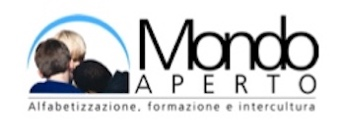 Mondo
APERTO
Alfabetizzazione, formazione e intercultura